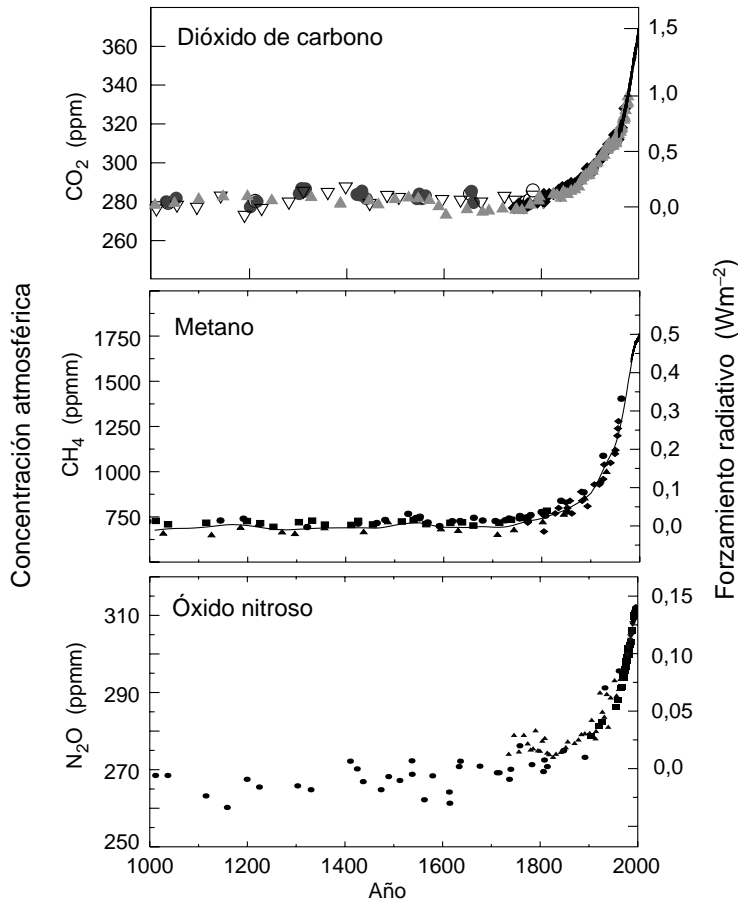 Concentración atmosférica
Forzamiento radiativo (Wm⁻²)
Dióxido de carbono
CO₂ (ppm)
360
340
320
300
280
260
1,5
1,0
0,5
0,0
Metano
CH₄ (ppmm)
1750
1500
1250
1000
750
0,5
0,4
0,3
0,2
0,1
0,0
Óxido nitroso
N₂O (ppmm)
310
290
270
250
0,15
0,10
0,05
0,0
1000 1200 1400 1600 1800 2000
Año